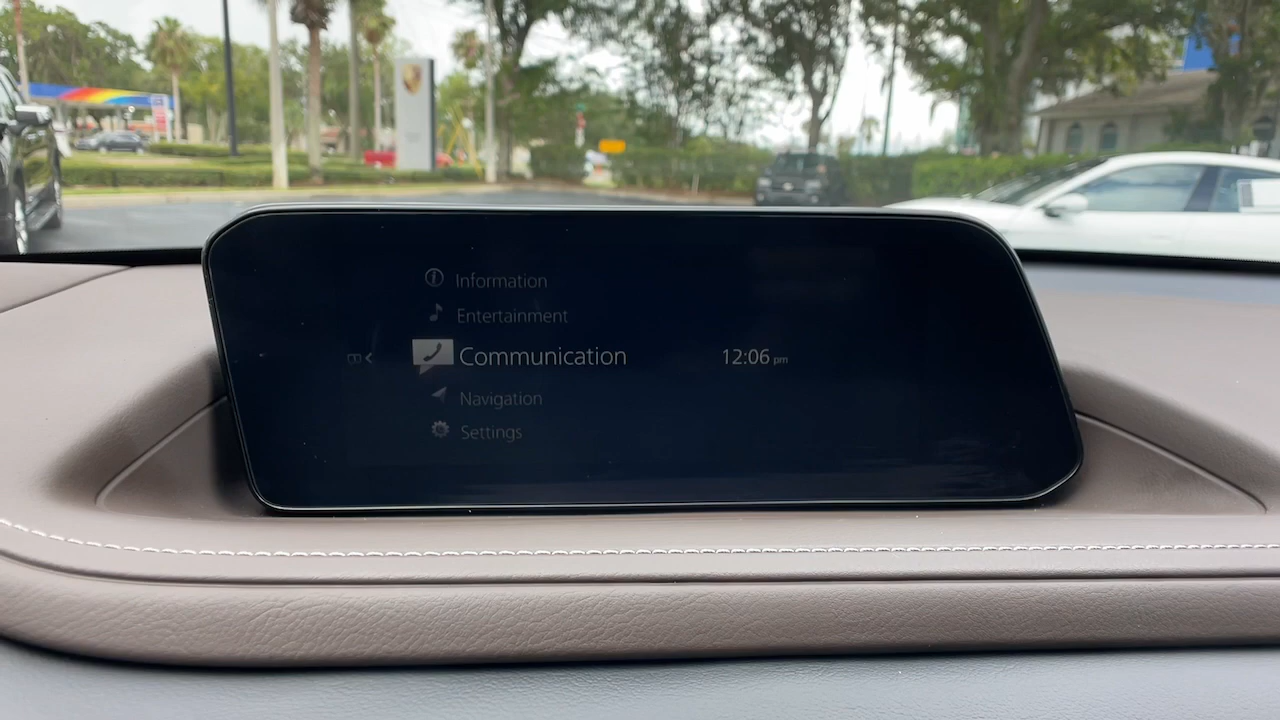 Information
Entertainment
Communication
12:06 pm
Navigation
Settings